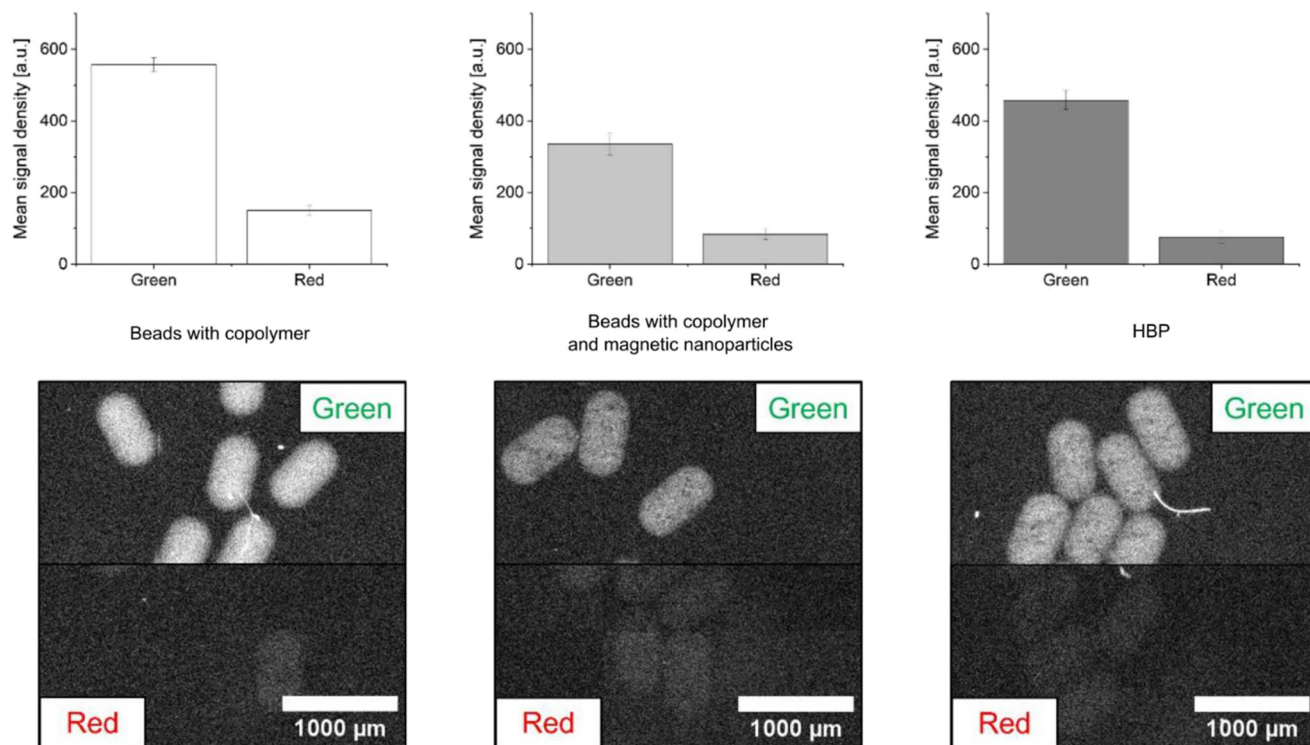 Mean signal density [a.u.]
600
400
200
0
Green
Red
Beads with copolymer
Mean signal density [a.u.]
600
400
200
0
Green
Red
Beads with copolymer
and magnetic nanoparticles
Mean signal density [a.u.]
600
400
200
0
Green
Red
HBP
Green
Red
1000 µm
Green
Red
1000 µm
Green
Red
1000 µm